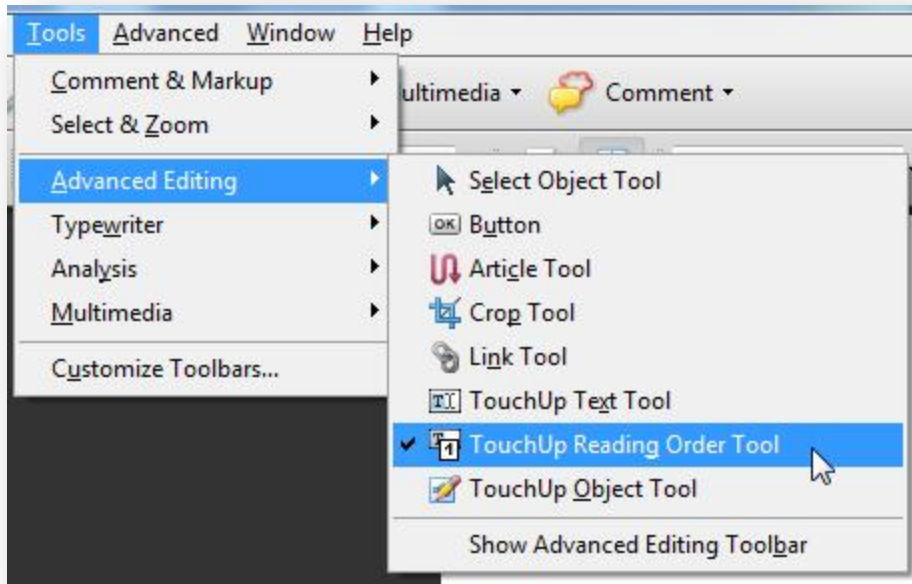 Tools Advanced Window Help
Comment & Markup
ultimedia Comment
Select & Zoom
Advanced Editing
Select Object Tool
Typewriter
OK Button
Analysis
Article Tool
Multimedia
Crop Tool
Customize Toolbars...
Link Tool
TouchUp Text Tool
TouchUp Reading Order Tool
TouchUp Object Tool
Show Advanced Editing Toolbar